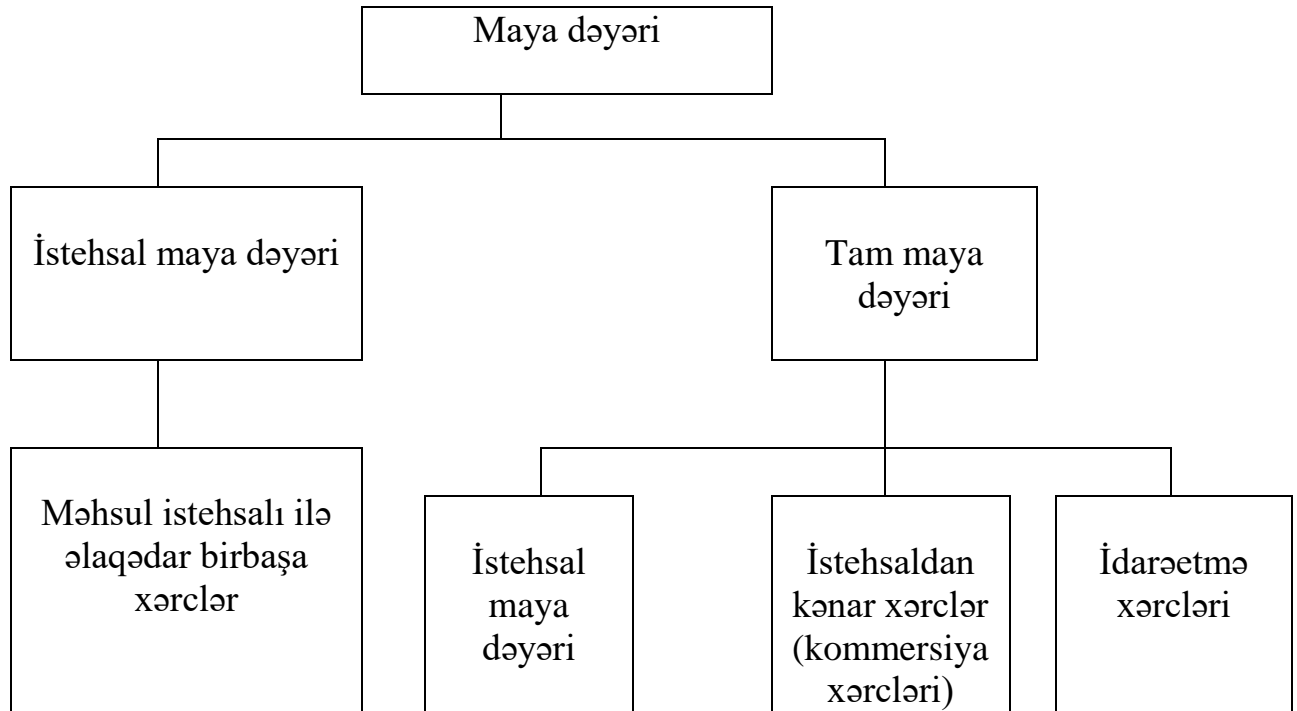 Maya dəyəri
İstehsal maya dəyəri
Tam maya
dəyəri
Məhsul istehsalı ilə
əlaqədar birbaşa
xərclər
İstehsal
maya
dəyəri
İstehsaldan
kənar xərclər
(kommersiya
xərcləri)
İdarəetmə
xərcləri